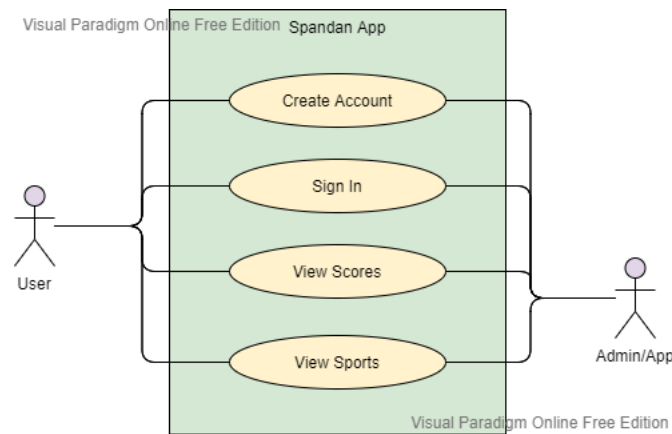 Visual Paradigm Online Free Edition
Spandan App
Create Account
Sign In
View Scores
View Sports
User
Admin/App
Visual Paradigm Online Free Edition